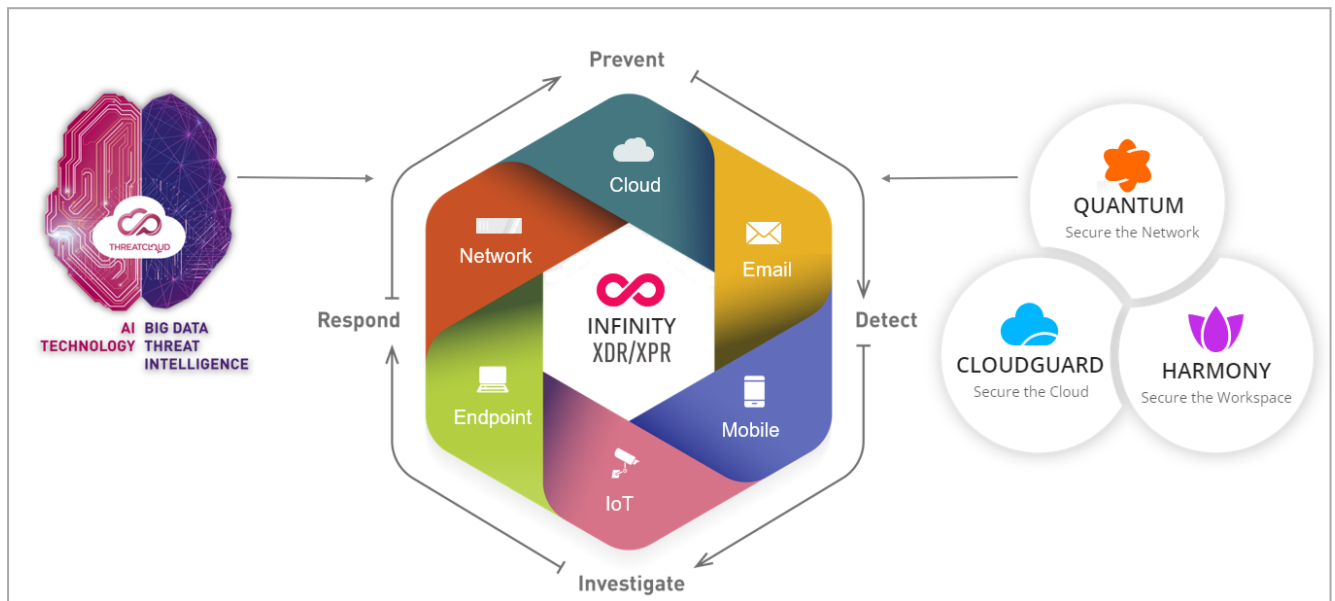 Prevent
Cloud
Network
Email
THREATCLOUD
AI
TECHNOLOGY
BIG DATA
THREAT
INTELLIGENCE
Respond
INFINITY
XDR/XPR
Detect
Endpoint
Mobile
IoT
Investigate
QUANTUM
Secure the Network
CLOUDGUARD
Secure the Cloud
HARMONY
Secure the Workspace